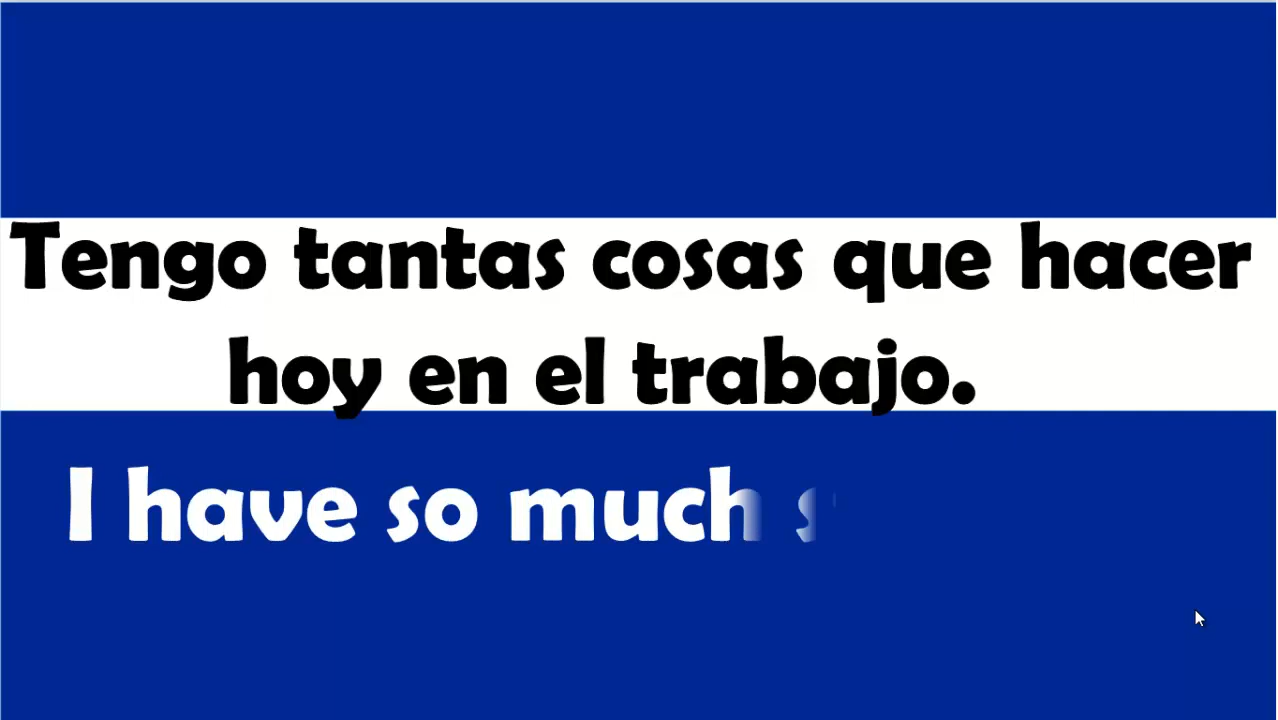 Tengo tantas cosas que hacer
hoy en el trabajo.
I have so much